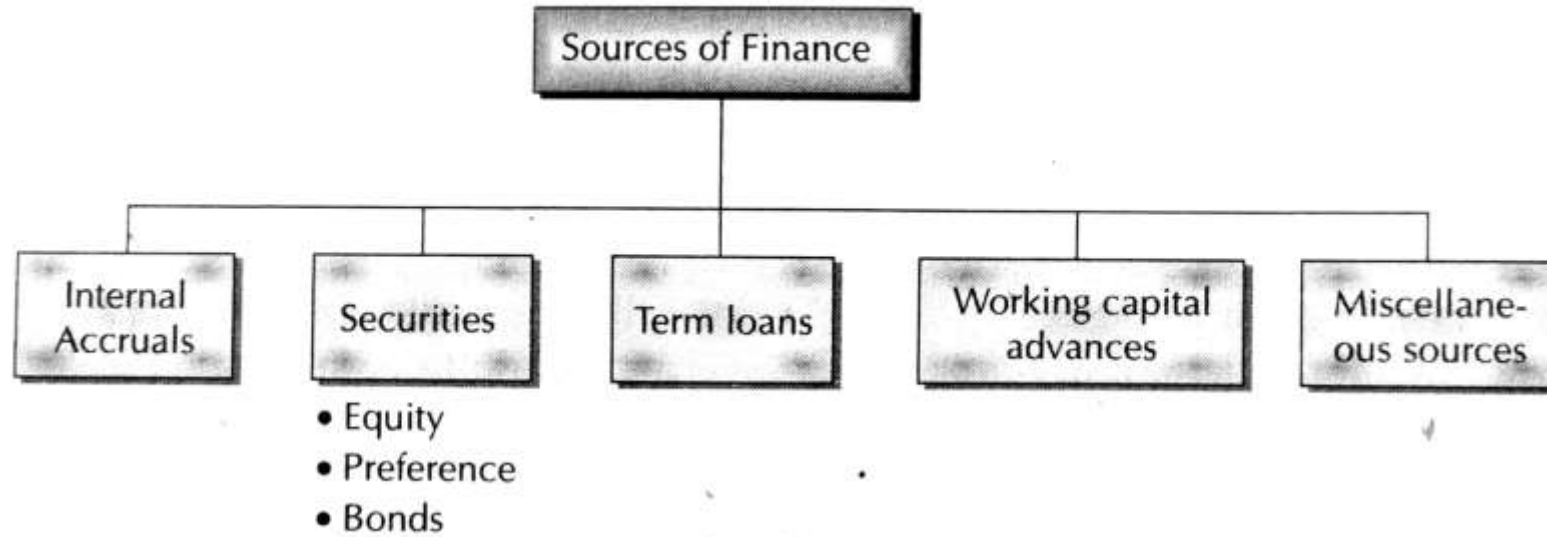 Sources of Finance
Internal
Accruals
Securities
Term loans
Working capital
advances
Miscellane-
ous sources
• Equity
• Preference
• Bonds